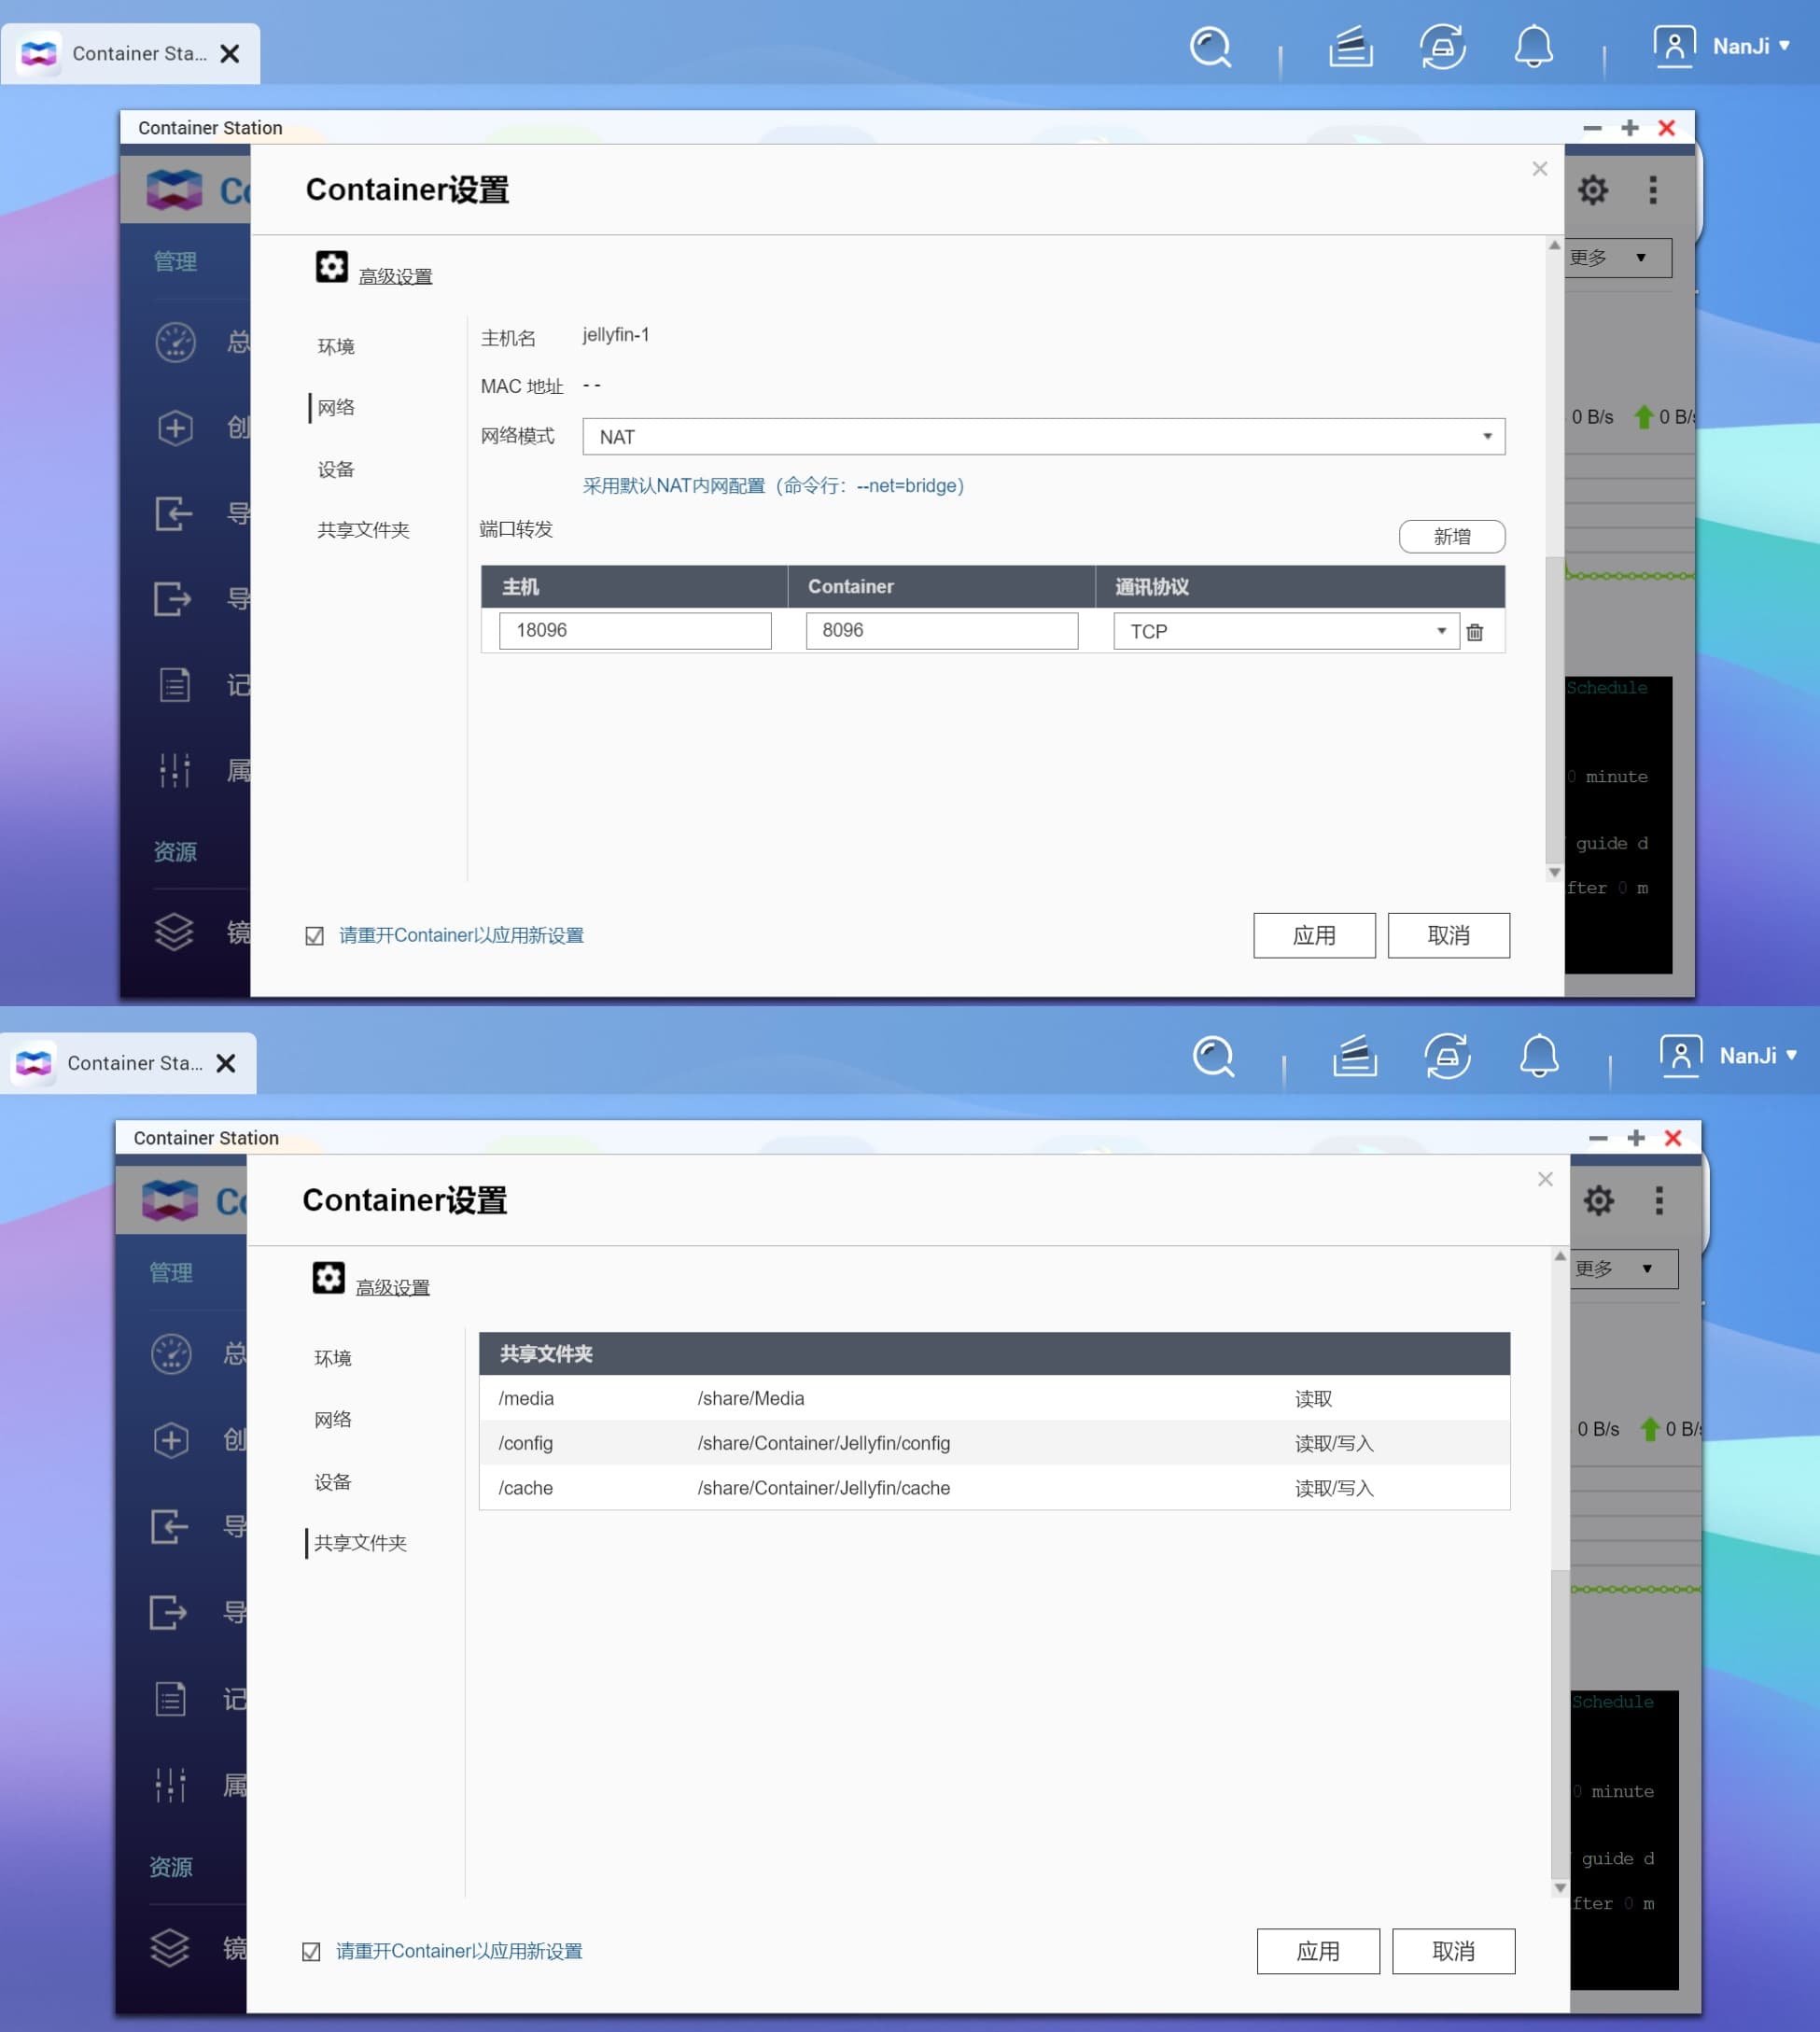 Container Sta...
NanJi
Container Station
Container设置
管理
高级设置
更多
主机名 jellyfin-1
总
环境
MAC 地址 - -
创
网络
网络模式 NAT
0 B/s 0 B/
设备
采用默认NAT内网配置（命令行：--net=bridge）
导
共享文件夹
端口转发
新增
主机 Container 通讯协议
导
18096 8096 TCP
记
Schedule
属
0 minute
资源
guide d
fter 0 m
镜
请重开Container以应用新设置
应用 取消
Container Sta...
NanJi
Container Station
Container设置
管理
高级设置
更多
总
环境
共享文件夹
/media /share/Media 读取
创
网络
/config /share/Container/Jellyfin/config 读取/写入
0 B/s 0 B/
设备
/cache /share/Container/Jellyfin/cache 读取/写入
导
共享文件夹
导
记
Schedule
属
0 minute
资源
guide d
fter 0 m
镜
请重开Container以应用新设置
应用 取消